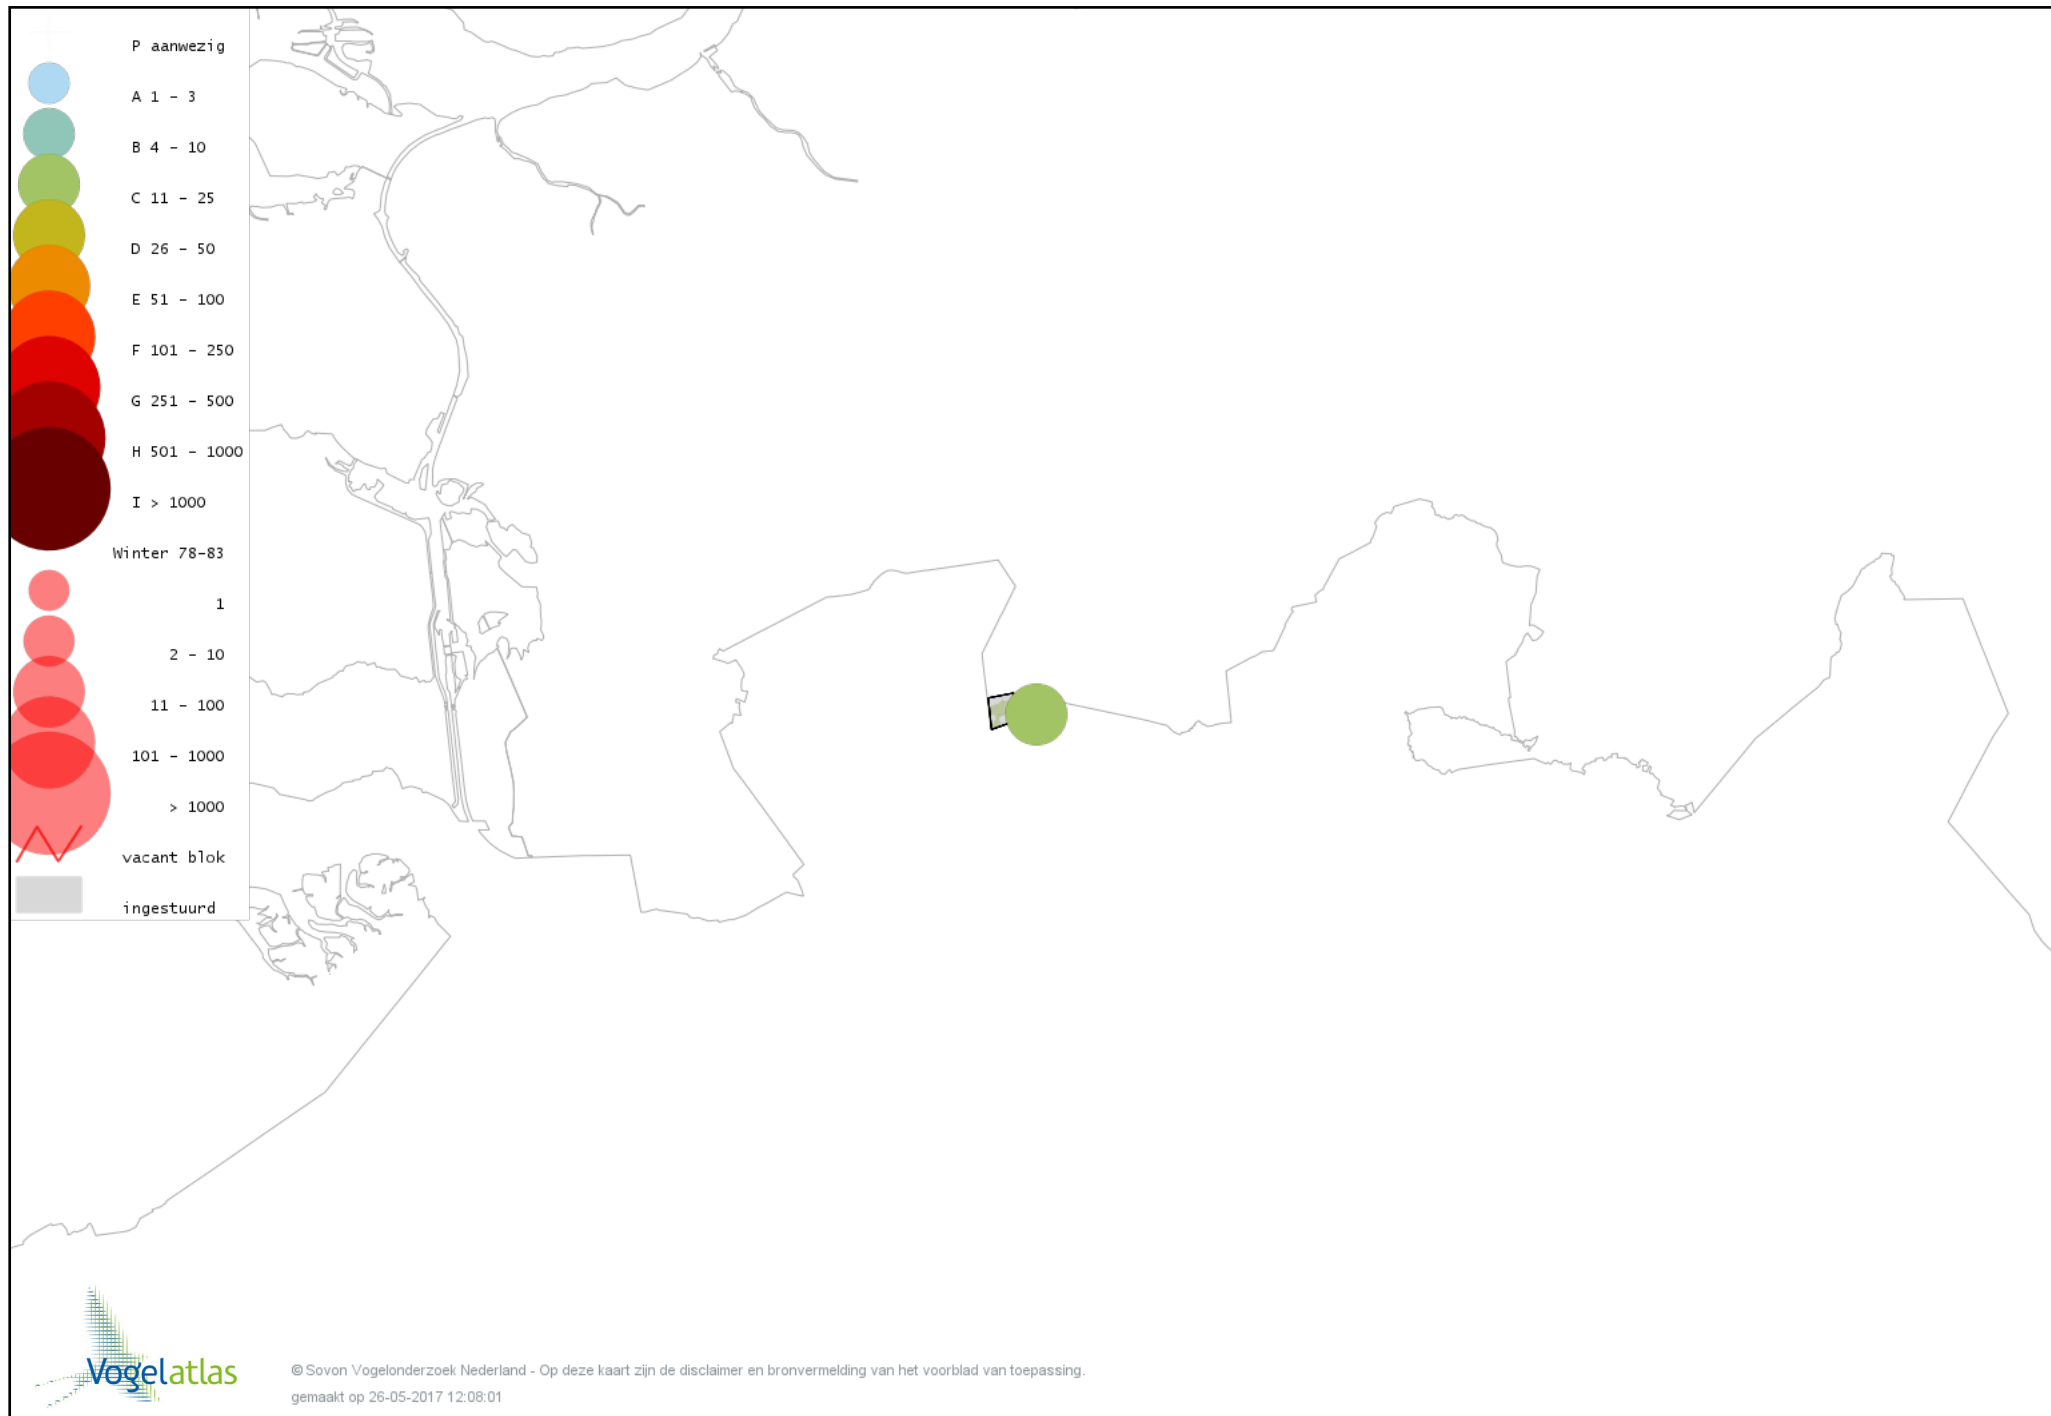 P aanwezig
A 1 - 3
B 4 - 10
C 11 - 25
D 26 - 50
E 51 - 100
F 101 - 250
G 251 - 500
H 501 - 1000
I > 1000
Winter 78-83
1
2 - 10
11 - 100
101 - 1000
> 1000
vacant blok
ingestuurd
Vogelatlas
© Sovon Vogelonderzoek Nederland - Op deze kaart zijn de disclaimer en bronvermelding van het voorblad van toepassing.
gemaakt op 26-05-2017 12:08:01